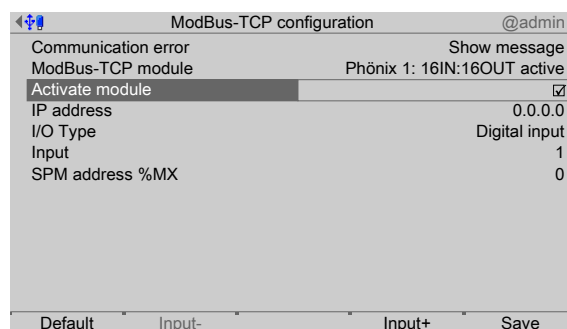 ModBus-TCP configuration @admin
Communication error Show message
ModBus-TCP module Phönix 1: 16IN:16OUT active
Activate module
IP address 0.0.0.0
I/O Type Digital input
Input 1
SPM address %MX 0
Default Input- Input+ Save